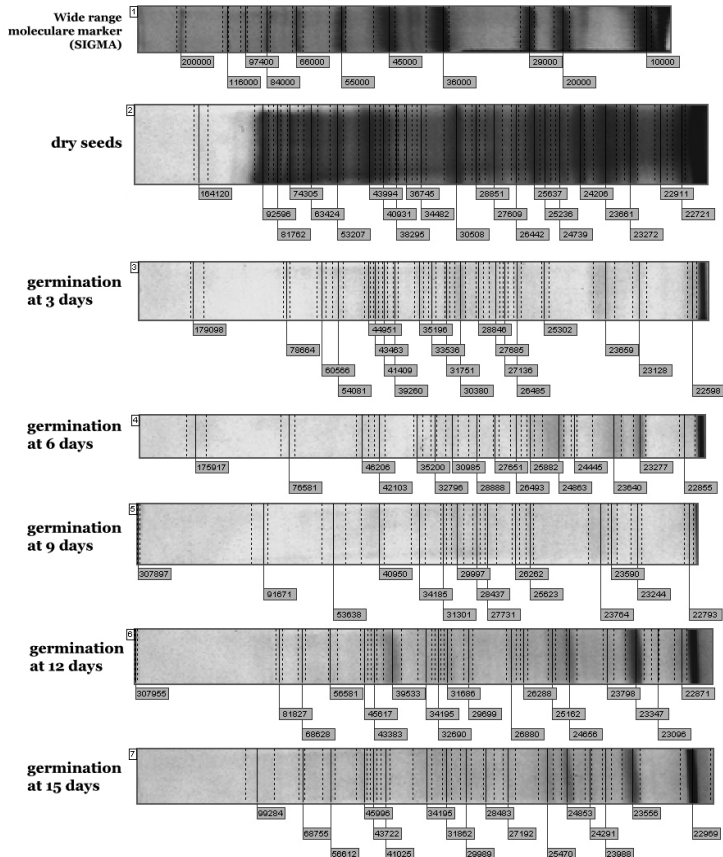 Wide range
moleculare marker
(SIGMA)
1
200000 97400 66000 45000 29000 10000
116000 84000 55000 36000 20000
dry seeds
2
164120 74305 43994 36745 28851 25637 24206 22911
92596 63424 40931 34482 27609 25236 23661 22721
81762 53207 38295 30508 26442 24739 23272
germination
at 3 days
3
179098 44951 35196 28846 25302 23659
78664 43463 33536 27685 23128
60566 41409 31751 27136 22598
54081 39260 30380 26485
germination
at 6 days
4
175917 46206 35200 30985 27651 25882 24445 23277
76581 42103 32796 28888 26493 24863 23640 22855
germination
at 9 days
5
307897 40950 29997 26262 23590
91671 34185 28437 25623 23244
53638 31301 27731 23764 22793
germination
at 12 days
6
307955 56581 39533 31686 26288 23798 22871
81827 45617 34195 29699 25162 23347
68628 43383 32690 26880 24656 23096
germination
at 15 days
7
99284 45996 34195 28483 24853 23556
68755 43722 31862 27192 24291 22969
56612 41025 29989 25470 23988